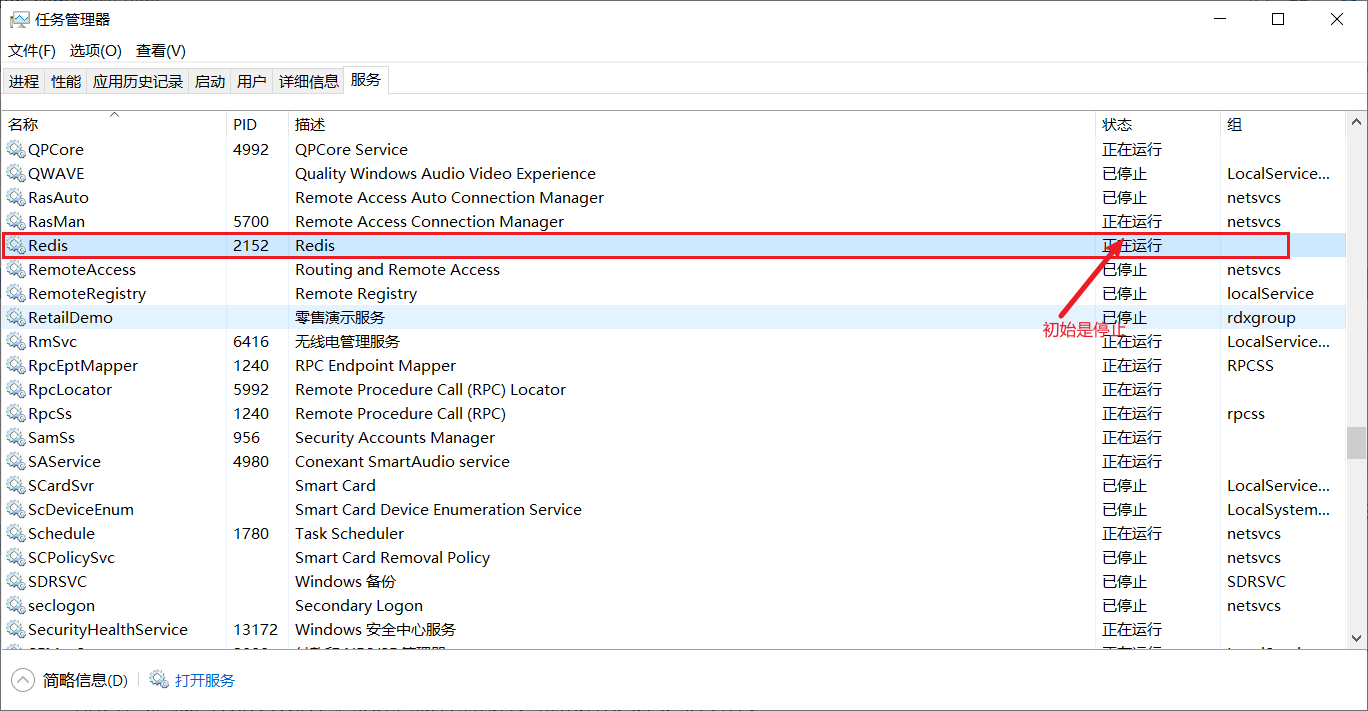 任务管理器
文件(F) 选项(O) 查看(V)
进程 性能 应用历史记录 启动 用户 详细信息 服务
名称 PID 描述 状态 组
QPCore 4992 QPCore Service 正在运行
QWAVE Quality Windows Audio Video Experience 已停止 LocalService...
RasAuto Remote Access Auto Connection Manager 已停止 netsvcs
RasMan 5700 Remote Access Connection Manager 正在运行 netsvcs
Redis 2152 Redis 正在运行
RemoteAccess Routing and Remote Access 已停止 netsvcs
RemoteRegistry Remote Registry 已停止 localService
RetailDemo 零售演示服务 已停止 rdxgroup
初始是停止
RmSvc 6416 无线电管理服务 正在运行 LocalService...
RpcEptMapper 1240 RPC Endpoint Mapper 正在运行 RPCSS
RpcLocator 5992 Remote Procedure Call (RPC) Locator 正在运行
RpcSs 1240 Remote Procedure Call (RPC) 正在运行 rpcss
SamSs 956 Security Accounts Manager 正在运行
SAService 4980 Conexant SmartAudio service 正在运行
SCardSvr Smart Card 已停止 LocalService...
ScDeviceEnum Smart Card Device Enumeration Service 已停止 LocalSystem...
Schedule 1780 Task Scheduler 正在运行 netsvcs
SCPolicySvc Smart Card Removal Policy 已停止 netsvcs
SDRSVC Windows 备份 已停止 SDRSVC
seclogon Secondary Logon 已停止 netsvcs
SecurityHealthService 13172 Windows 安全中心服务 正在运行
简略信息(D) 打开服务